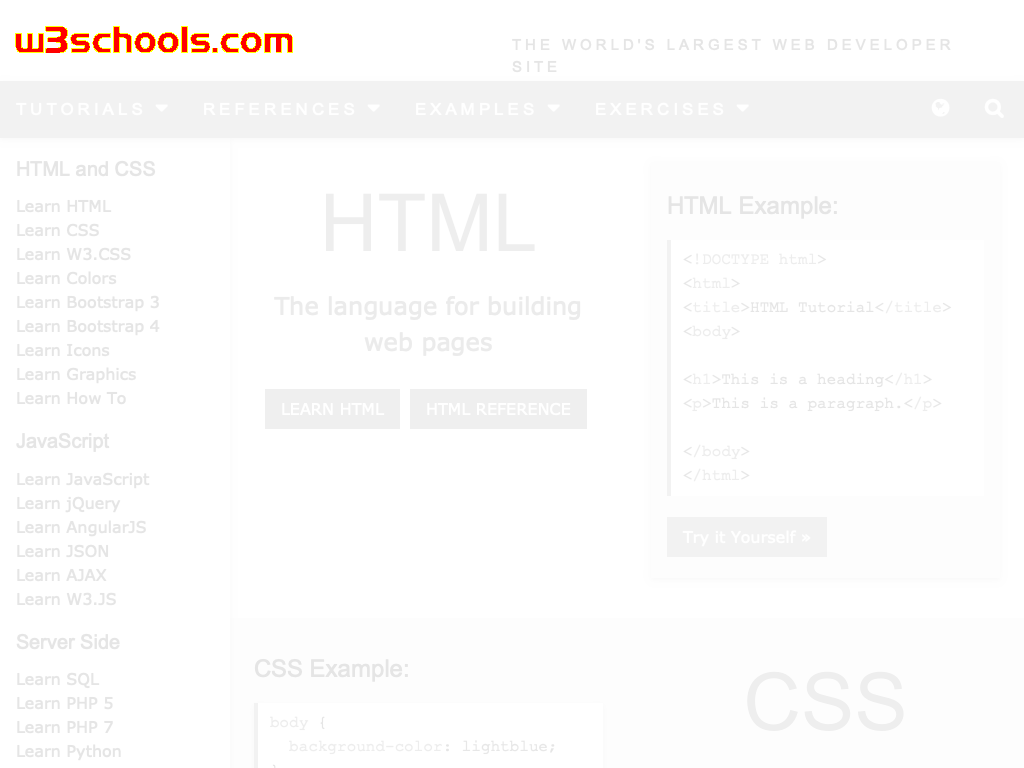 w3schools.com
THE WORLD'S LARGEST WEB DEVELOPER
SITE
TUTORIALS REFERENCES EXAMPLES EXERCISES
HTML and CSS
Learn HTML
Learn CSS
Learn W3.CSS
Learn Colors
Learn Bootstrap 3
Learn Bootstrap 4
Learn Icons
Learn Graphics
Learn How To
JavaScript
Learn JavaScript
Learn jQuery
Learn AngularJS
Learn JSON
Learn AJAX
Learn W3.JS
Server Side
Learn SQL
Learn PHP 5
Learn PHP 7
Learn Python
HTML
The language for building
web pages
LEARN HTML
HTML REFERENCE
HTML Example:
<!DOCTYPE html>
<html>
<title>HTML Tutorial</title>
<body>
<h1>This is a heading</h1>
<p>This is a paragraph.</p>
</body>
</html>
Try it Yourself »
CSS Example:
body {
background-color: lightblue;
CSS